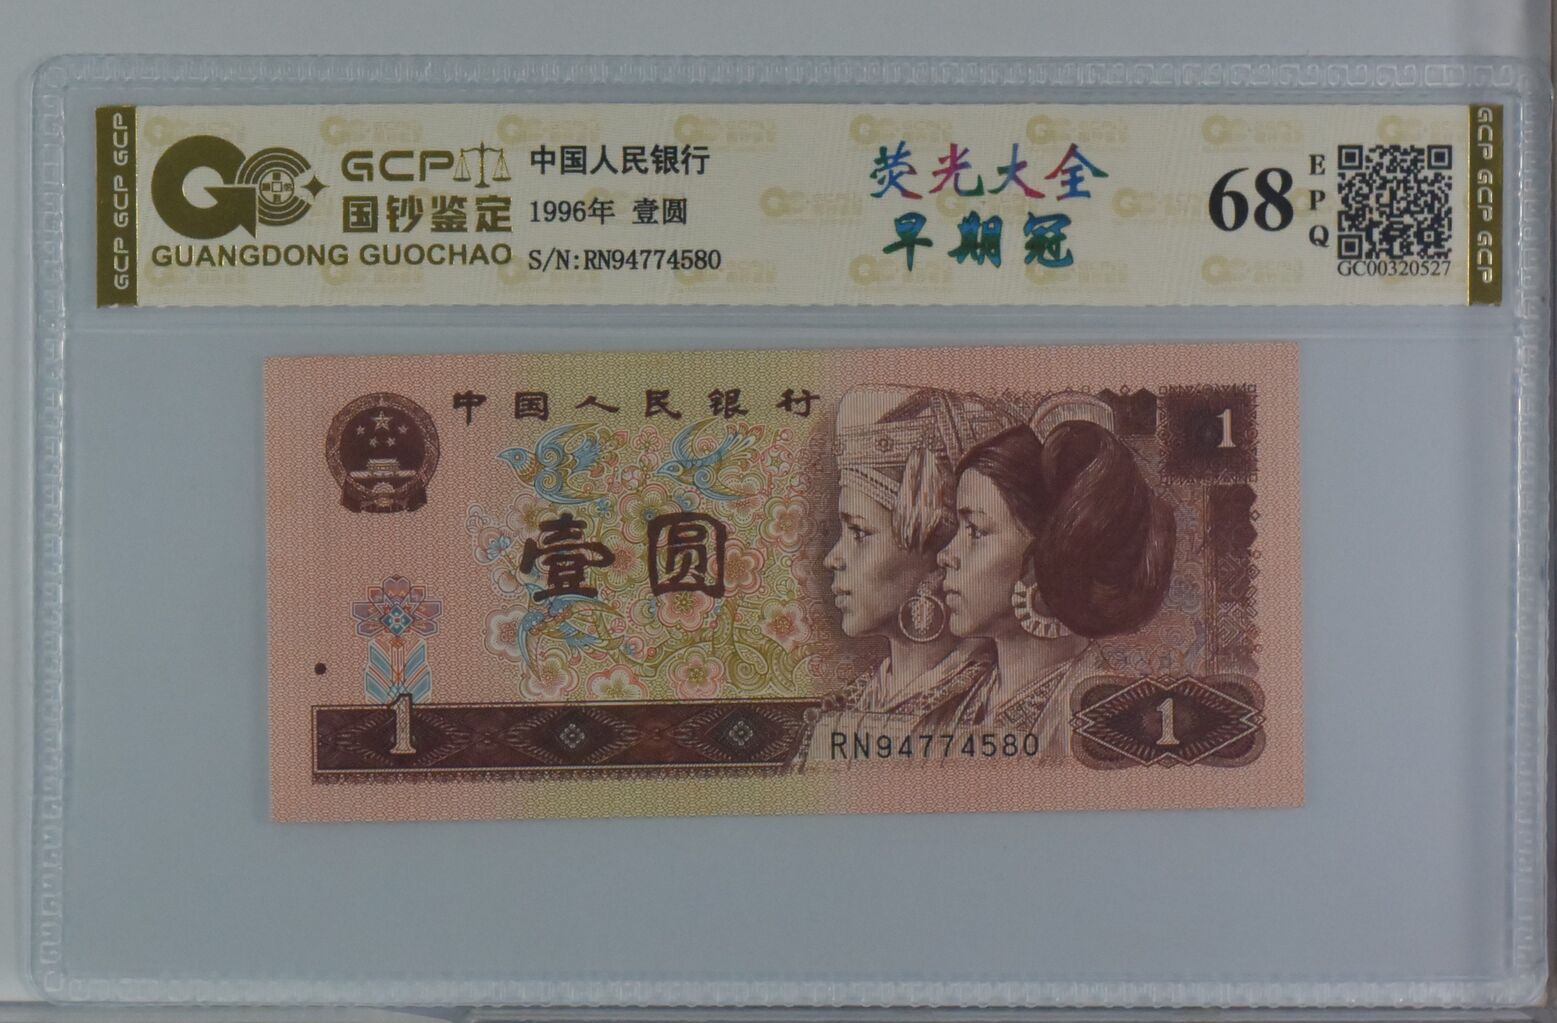 GCP
国钞鉴定
GUANGDONG GUOCHAO
中国人民银行
1996年 壹圆
S/N:RN94774580
荧光大全
早期冠
68
EPQ
GC00320527
GCP GCP GCP
GCP GCP GCP
中国人民银行
壹圆
1
1
1
RN94774580